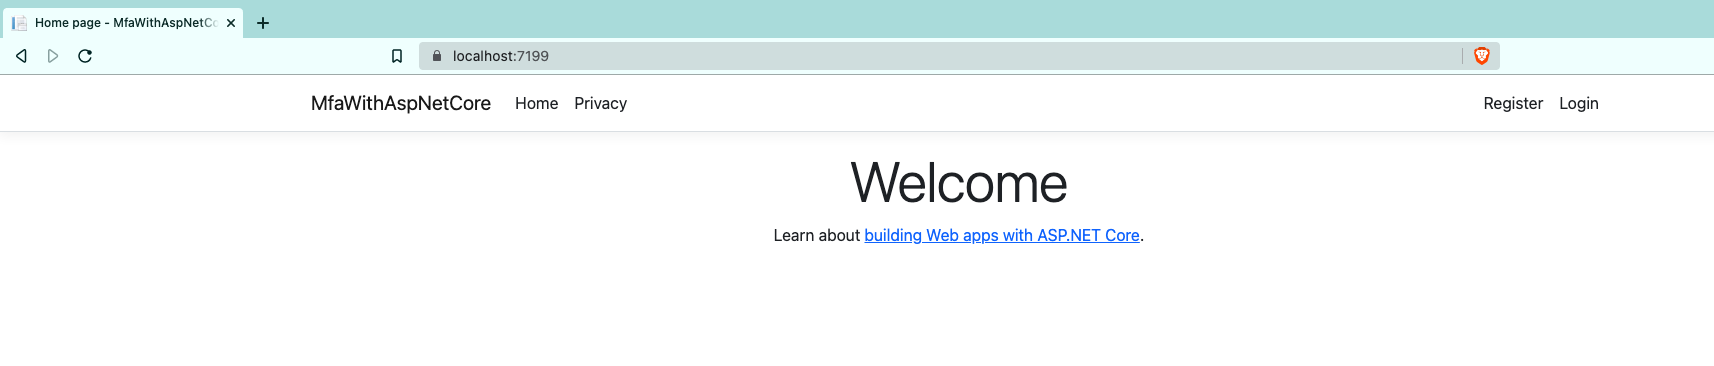 Home page - MfaWithAspNetCo
localhost:7199
MfaWithAspNetCore Home Privacy Register Login
Welcome
Learn about building Web apps with ASP.NET Core.